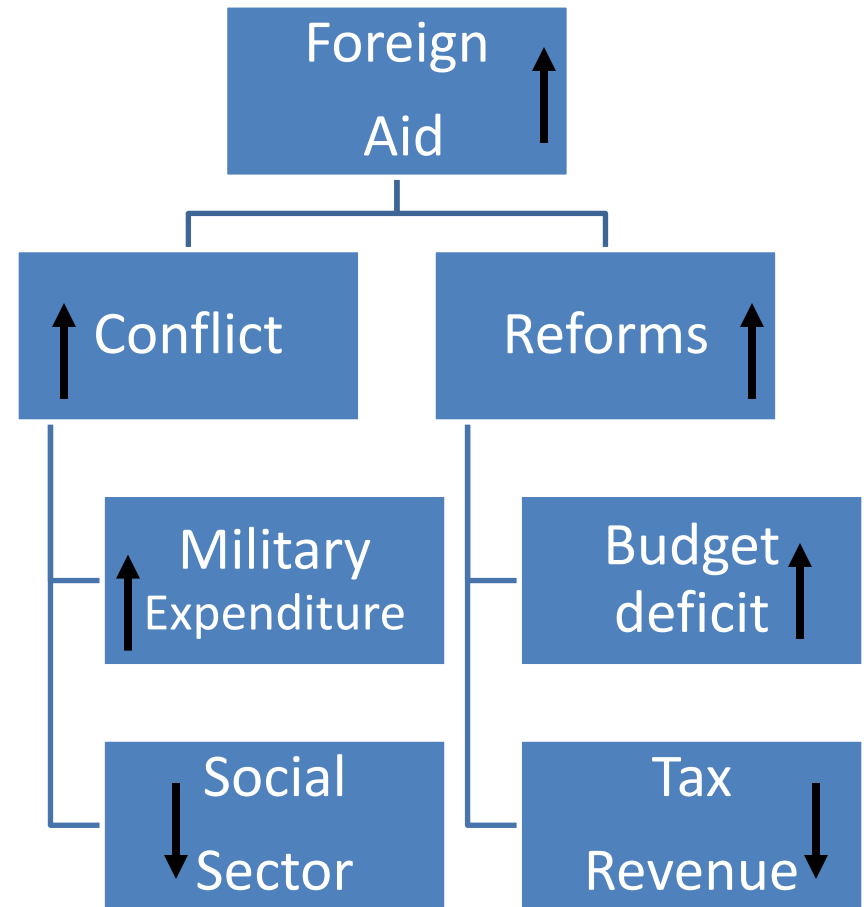 Foreign
Aid
Conflict
Reforms
Military
Expenditure
Budget
deficit
Social
Sector
Tax
Revenue